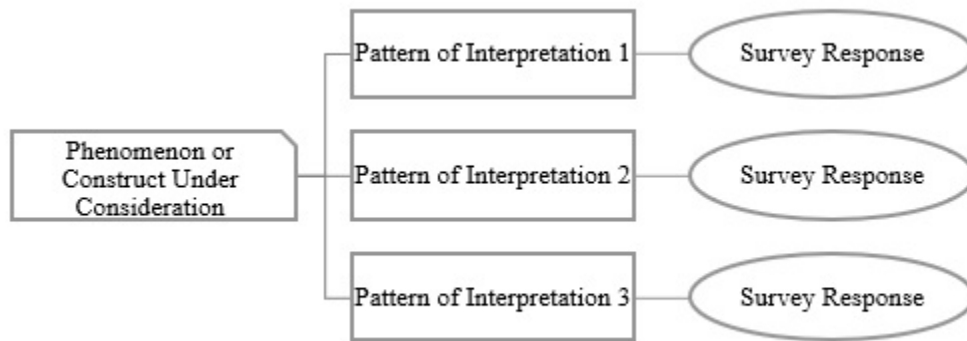 Pattern of Interpretation 1
Survey Response
Phenomenon or
Construct Under
Consideration
Pattern of Interpretation 2
Survey Response
Pattern of Interpretation 3
Survey Response